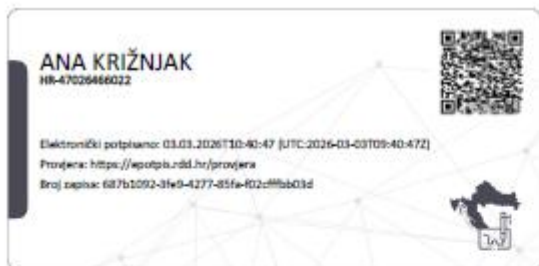 ANA KRIŽNJAK
HR-47026466022
Elektronički potpisano: 03.03.2026T10:40:47 (UTC:2026-03-03T09:40:47Z)
Provjera: https://epotpis.rdd.hr/provjera
Broj zapisa: 687b1092-3fe9-4277-85fa-f02cfffbb03d